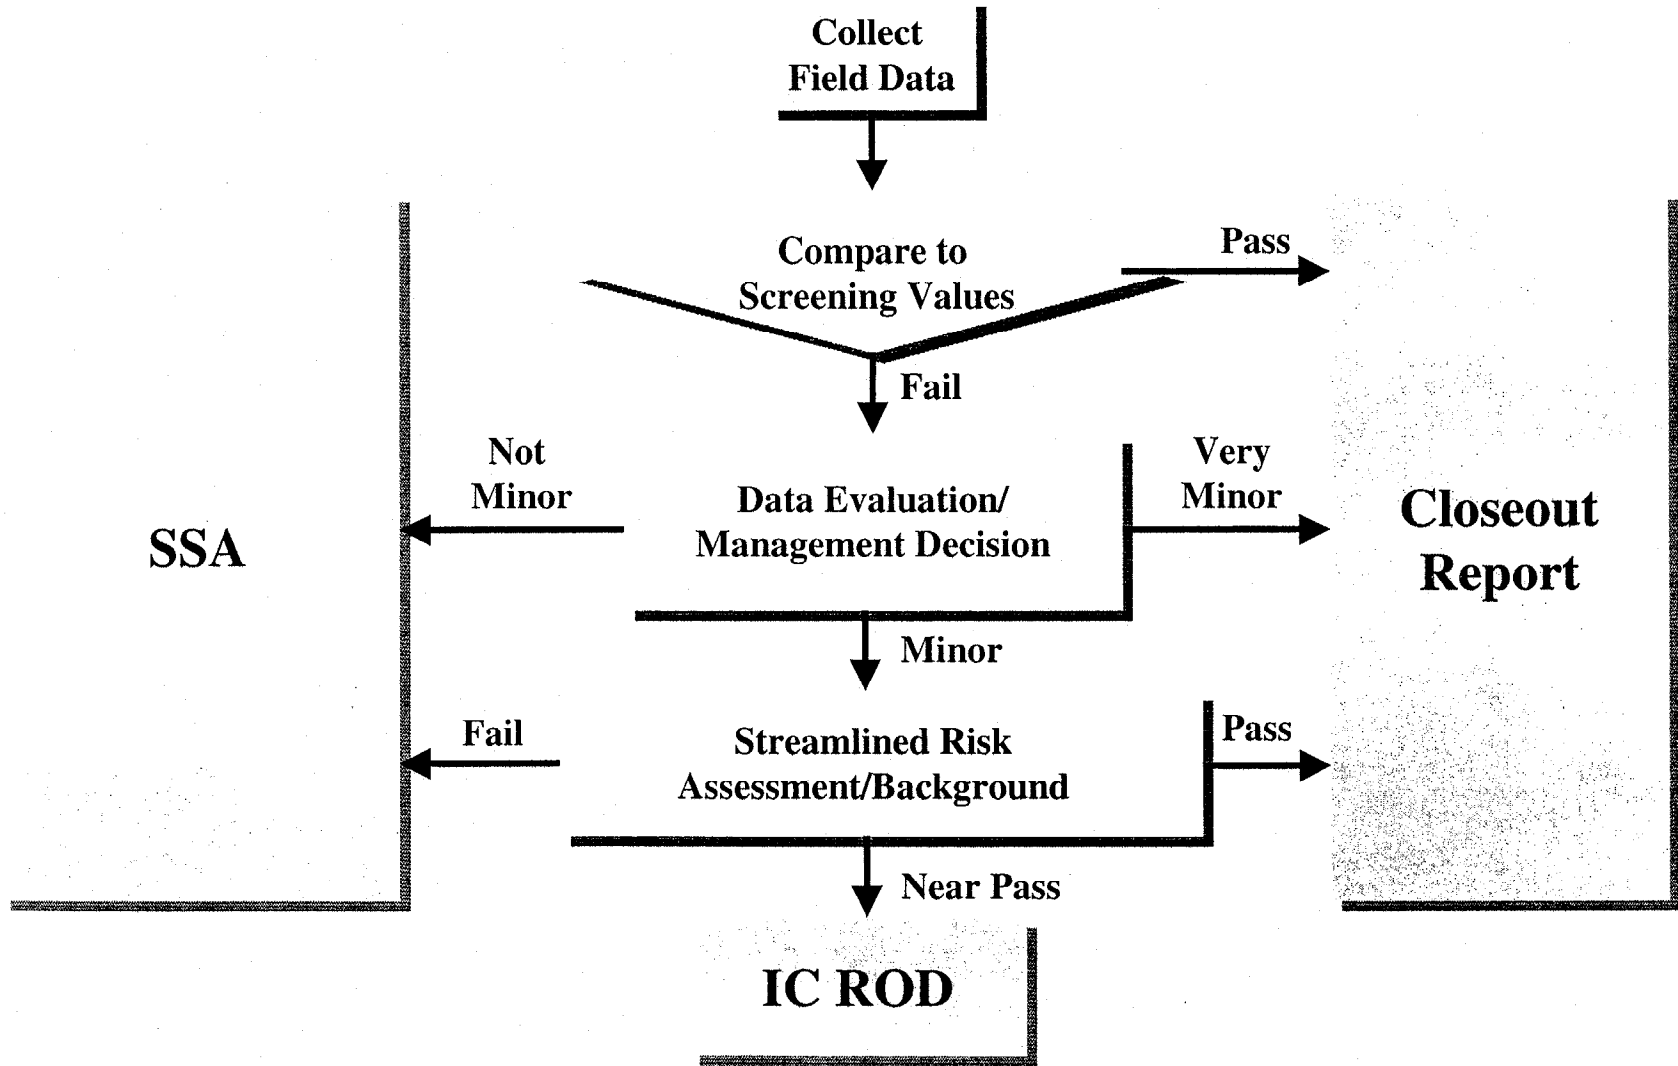 Collect
Field Data
Compare to
Screening Values
Pass
Fail
Not
Minor
Data Evaluation/
Management Decision
Very
Minor
SSA
Closeout
Report
Minor
Fail
Streamlined Risk
Assessment/Background
Pass
Near Pass
IC ROD